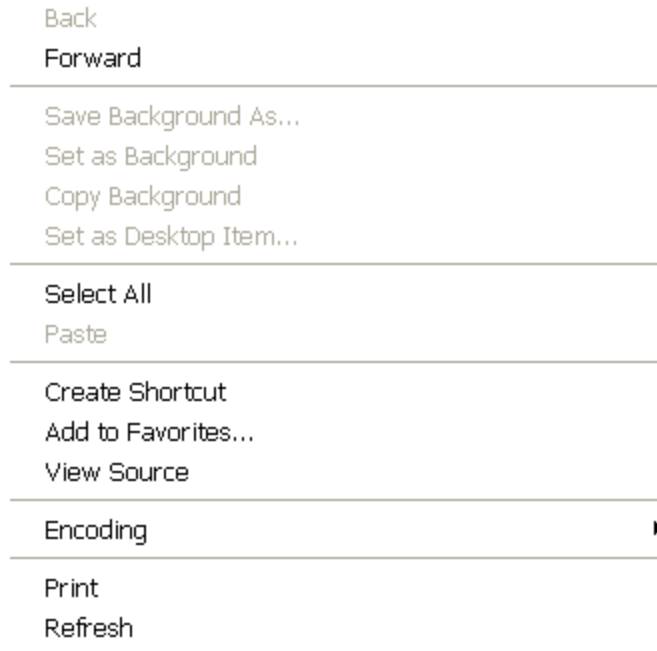 Back
Forward
Save Background As...
Set as Background
Copy Background
Set as Desktop Item...
Select All
Paste
Create Shortcut
Add to Favorites...
View Source
Encoding
Print
Refresh